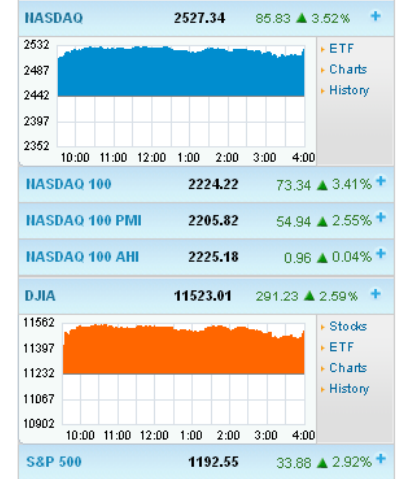 NASDAQ 2527.34 85.83 ▲ 3.52% +
2532
2487
2442
2397
2352
10:00 11:00 12:00 1:00 2:00 3:00 4:00
ETF
Charts
History
NASDAQ 100 2224.22 73.34 ▲ 3.41% +
NASDAQ 100 PMI 2205.82 54.94 ▲ 2.55% +
NASDAQ 100 AHI 2225.18 0.96 ▲ 0.04% +
DJIA 11523.01 291.23 ▲ 2.59% +
11562
11397
11232
11067
10902
10:00 11:00 12:00 1:00 2:00 3:00 4:00
Stocks
ETF
Charts
History
S&P 500 1192.55 33.88 ▲ 2.92% +